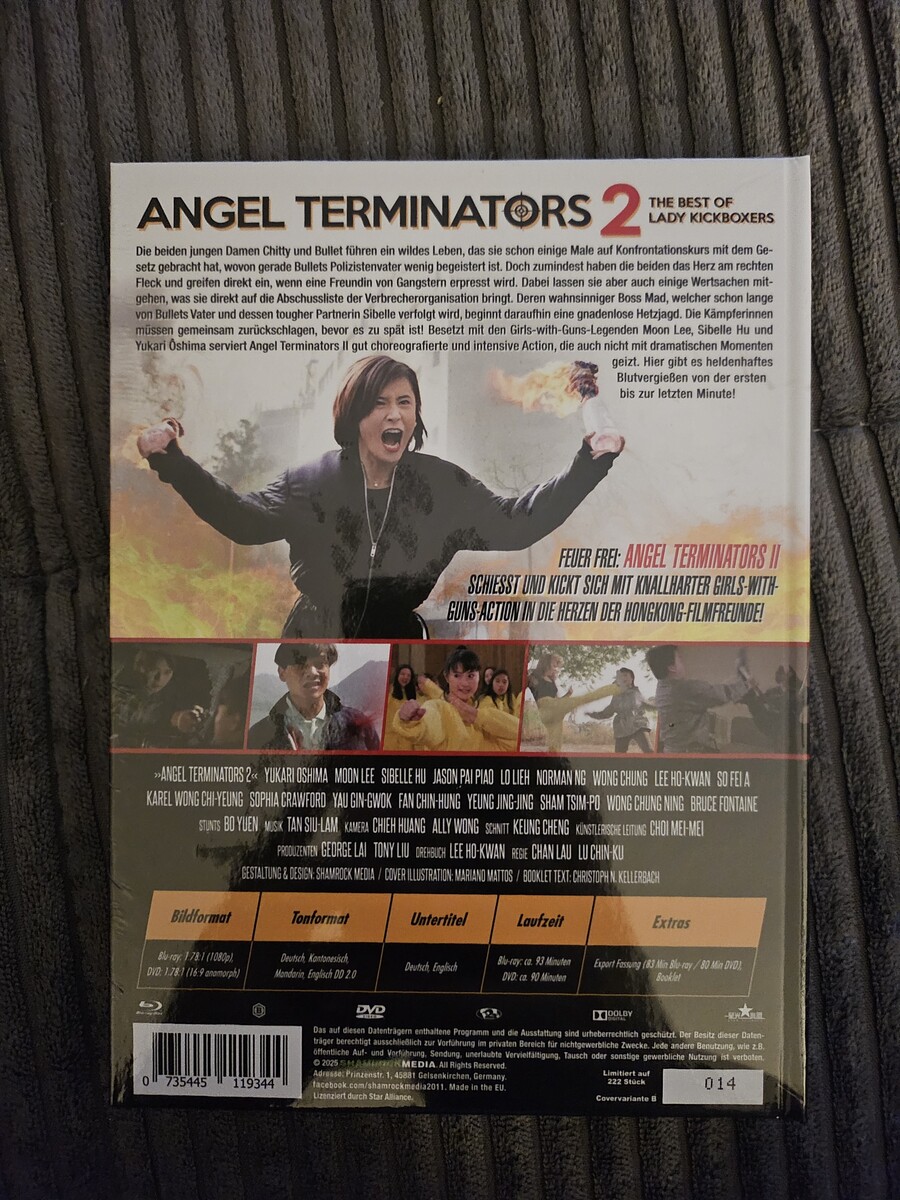 ANGEL TERMINATORS 2 THE BEST OF
LADY KICKBOXERS
Die beiden jungen Damen Chitty und Bullet führen ein wildes Leben, das sie schon einige Male auf Konfrontationskurs mit dem Ge-
setz gebracht hat, wovon gerade Bullets Polizistenvater wenig begeistert ist. Doch zumindest haben die beiden das Herz am rechten
Fleck und greifen direkt ein, wenn eine Freundin von Gangstern erpresst wird. Dabei lassen sie aber auch einige Wertsachen mit-
gehen, was sie direkt auf die Abschussliste der Verbrecherorganisation bringt. Deren wahnsinniger Boss Mad, welcher schon lange
von Bullets Vater und dessen tougher Partnerin Sibelle verfolgt wird, beginnt daraufhin eine gnadenlose Hetzjagd. Die Kämpferinnen
müssen gemeinsam zurückschlagen, bevor es zu spät ist! Besetzt mit den Girls-with-Guns-Legenden Moon Lee, Sibelle Hu und
Yukari Ôshima serviert Angel Terminators II gut choreografierte und intensive Action, die auch nicht mit dramatischen Momenten
geizt. Hier gibt es heldenhaftes
Blutvergießen von der ersten
bis zur letzten Minute!
FEUER FREI: ANGEL TERMINATORS II
SCHIESST UND KICKT SICH MIT KNALLHARTER GIRLS-WITH-
GUNS-ACTION IN DIE HERZEN DER HONGKONG-FILMFREUNDE!
»ANGEL TERMINATORS 2« YUKARI OSHIMA MOON LEE SIBELLE HU JASON PAI PIAO LO LIEH NORMAN NG WONG CHUNG LEE HO-KWAN SO FEI A
KAREL WONG CHI-YEUNG SOPHIA CRAWFORD YAU GIN-GWOK FAN CHIN-HUNG YEUNG JING-JING SHAM TSIM-PO WONG CHUNG NING BRUCE FONTAINE
STUNTS BO YUEN MUSIK TAN SIU-LAM KAMERA CHIEH HUANG ALLY WONG SCHNITT KEUNG CHENG KÜNSTLERISCHE LEITUNG CHOI MEI-MEI
PRODUZENTEN GEORGE LAI TONY LIU DREHBUCH LEE HO-KWAN REGIE CHAN LAU LU CHIN-KU
GESTALTUNG & DESIGN: SHAMROCK MEDIA / COVER ILLUSTRATION: MARIANO MATTOS / BOOKLET TEXT: CHRISTOPH N. KELLERBACH
Bildformat Tonformat Untertitel Laufzeit Extras
Blu-ray: 1.78:1 (1080p),
DVD: 1.78:1 (16:9 anamorph)
Deutsch, Kantonesisch,
Mandarin, Englisch DD 2.0
Deutsch, Englisch
Blu-ray: ca. 93 Minuten
DVD: ca. 90 Minuten
Export Fassung (83 Min Blu-ray / 80 Min DVD),
Booklet
DVD
VIDEO
DOLBY
DIGITAL
0 735445 119344
Das auf diesen Datenträgern enthaltene Programm und die Ausstattung sind urheberrechtlich geschützt. Der Besitz dieser Daten-
träger berechtigt ausschließlich zur Vorführung im privaten Bereich für nichtgewerbliche Zwecke. Jede andere Benutzung, wie z.B.
öffentliche Auf- und Vorführung, Sendung, unerlaubte Vervielfältigung, Tausch oder sonstige gewerbliche Nutzung ist verboten.
© 2025 SHAMROCKMEDIA. All Rights Reserved.
Adresse: Prinzenstr. 1, 45881 Gelsenkirchen, Germany.
facebook.com/shamrockmedia2011. Made in the EU.
Lizenziert durch Star Alliance.
Limitiert auf
222 Stück
Covervariante B
014